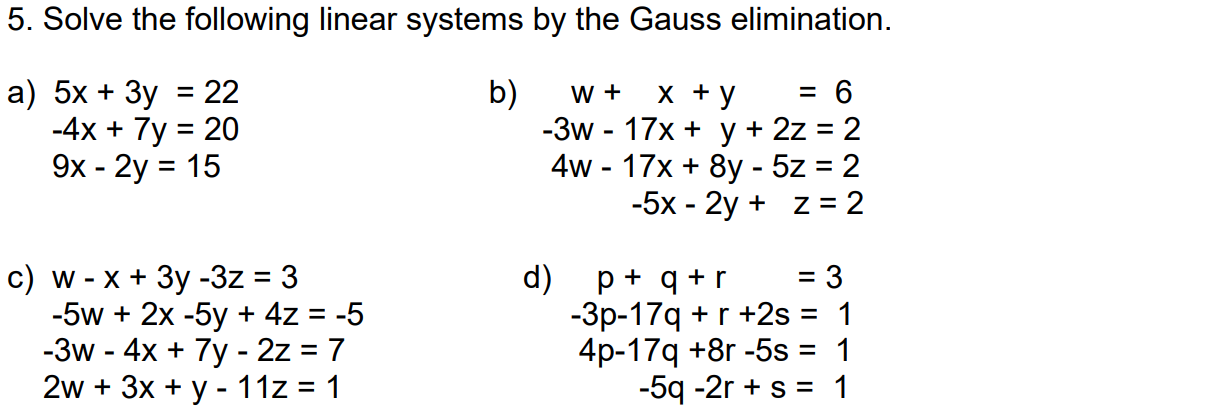 5. Solve the following linear systems by the Gauss elimination.
a) 5x + 3y = 22
-4x + 7y = 20
9x - 2y = 15
b) w + x + y = 6
-3w - 17x + y + 2z = 2
4w - 17x + 8y - 5z = 2
-5x - 2y + z = 2
c) w - x + 3y -3z = 3
-5w + 2x -5y + 4z = -5
-3w - 4x + 7y - 2z = 7
2w + 3x + y - 11z = 1
d) p + q + r = 3
-3p-17q + r +2s = 1
4p-17q +8r -5s = 1
-5q -2r + s = 1